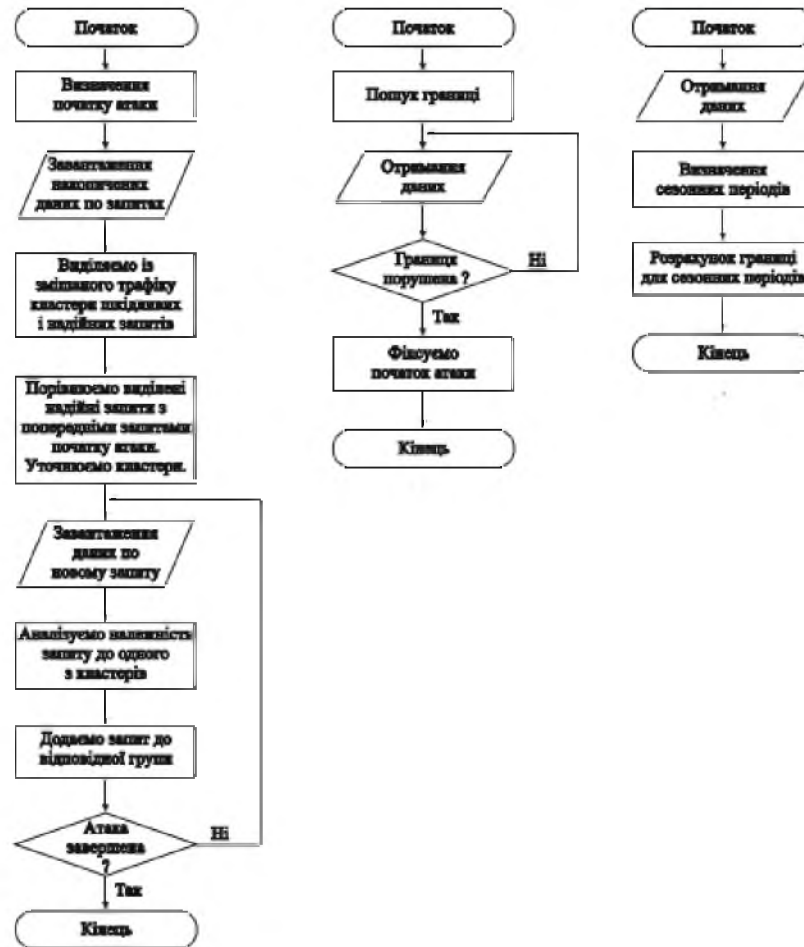 Початок
Визначення
початку атаки
Завантаження
накопичених
даних по запитах
Виділяємо із
змішаного трафіку
кластери шкідливих
і надійних запитів
Порівнюємо виділені
надійні запити з
попередніми запитами
початку атаки.
Уточнюємо кластери.
Завантаження
даних по
новому запиту
Аналізуємо належність
запиту до одного
з кластерів
Додаємо запит до
відповідної групи
Атака
завершена
?
Ні
Так
Кінець
Початок
Пошук границі
Отримання
даних
Границя
порушена ?
Ні
Так
Фіксуємо
початок атаки
Кінець
Початок
Отримання
даних
Визначення
сезонних періодів
Розрахунок границі
для сезонних періодів
Кінець